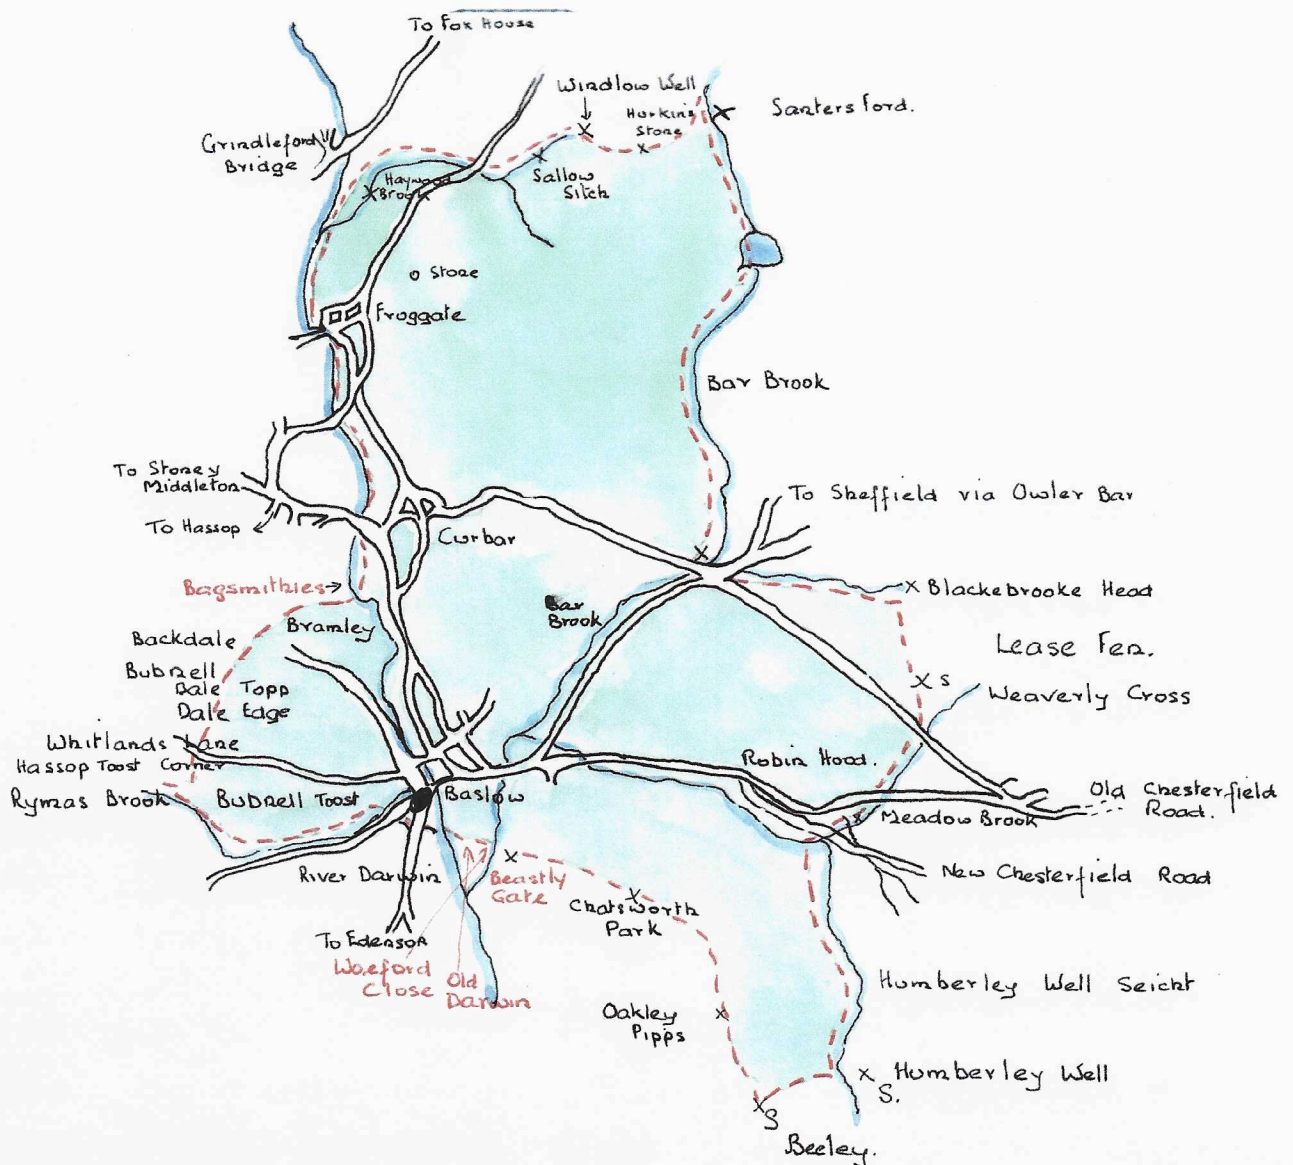 To Fox House
Windlow Well
Hurkins
Stone
Santers Ford.
Grindleford
Bridge
Haywood
Brook
Sallow
Sitch
Stone
Froggate
Bar Brook
To Stoney
Middleton
To Hassop
To Sheffield via Owler Bar
Curbar
Bagsmithies
Bar
Brook
Blackebrooke Head
Bramley
Backdale
Lease Fen.
Bubnell
Dale Topp
Dale Edge
S
Weaverly Cross
Whitlands Lane
Hassop Toost Corner
Robin Hood.
Rymas Brook
Bubnell Toost
Baslow
Old Chesterfield
Road.
Meadow Brook
River Darwin
Beastly
Gate
New Chesterfield Road
Chatsworth
Park
To Edensor
Woeford
Close
Old
Darwin
Humberley Well Seicht
Oakley
Pipps
Humberley Well
S.
S
Beeley.